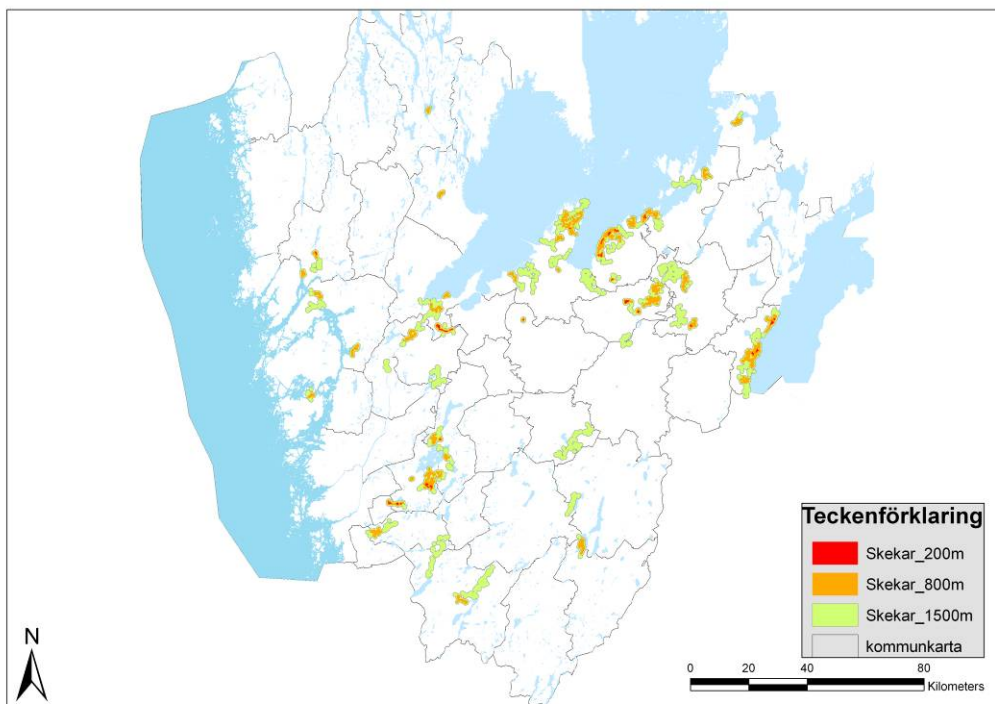 Teckenförklaring
Skekar_200m
Skekar_800m
Skekar_1500m
kommunkarta
N
0 20 40 80
Kilometers